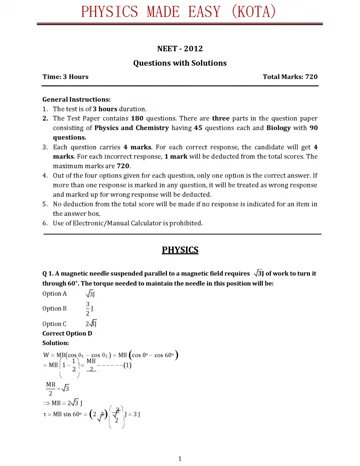 PHYSICS MADE EASY (KOTA)
NEET - 2012
Questions with Solutions
Time: 3 Hours Total Marks: 720
General Instructions:
1. The test is of 3 hours duration.
2. The Test Paper contains 180 questions. There are three parts in the question paper
consisting of Physics and Chemistry having 45 questions each and Biology with 90
questions.
3. Each question carries 4 marks. For each correct response, the candidate will get 4
marks. For each incorrect response, 1 mark will be deducted from the total scores. The
maximum marks are 720.
4. Out of the four options given for each question, only one option is the correct answer. If
more than one response is marked in any question, it will be treated as wrong response
and marked up for wrong response will be deducted.
5. No deduction from the total score will be made if no response is indicated for an item in
the answer box.
6. Use of Electronic/Manual Calculator is prohibited.
PHYSICS
Q 1. A magnetic needle suspended parallel to a magnetic field requires √3J of work to turn it
through 60°. The torque needed to maintain the needle in this position will be:
Option A √3J
Option B 3/2 J
Option C 2√3J
Correct Option D
Solution:
W = MB(cos θ₁ − cos θ₂) = MB (cos 0° − cos 60°)
= MB (1 − 1/2) = MB/2 −−−−−−(1)
MB/2 = √3
⇒ MB = 2√3 J
τ = MB sin 60° = (2√3)(√3/2) J = 3 J
1